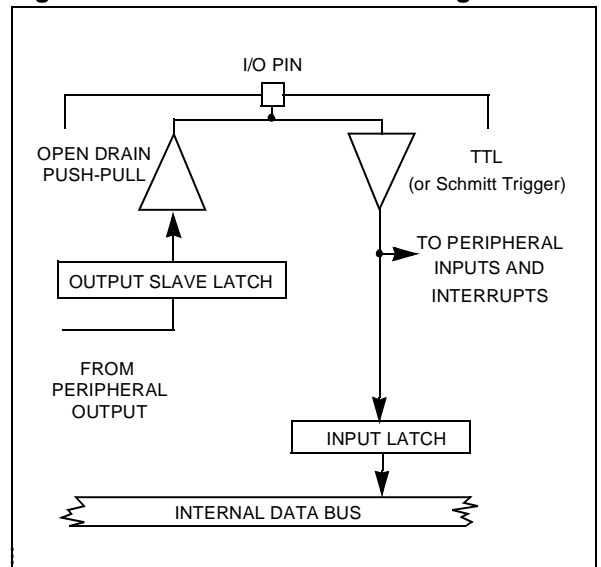 I/O PIN
OPEN DRAIN
PUSH-PULL
TTL
(or Schmitt Trigger)
TO PERIPHERAL
INPUTS AND
INTERRUPTS
OUTPUT SLAVE LATCH
FROM
PERIPHERAL
OUTPUT
INPUT LATCH
INTERNAL DATA BUS